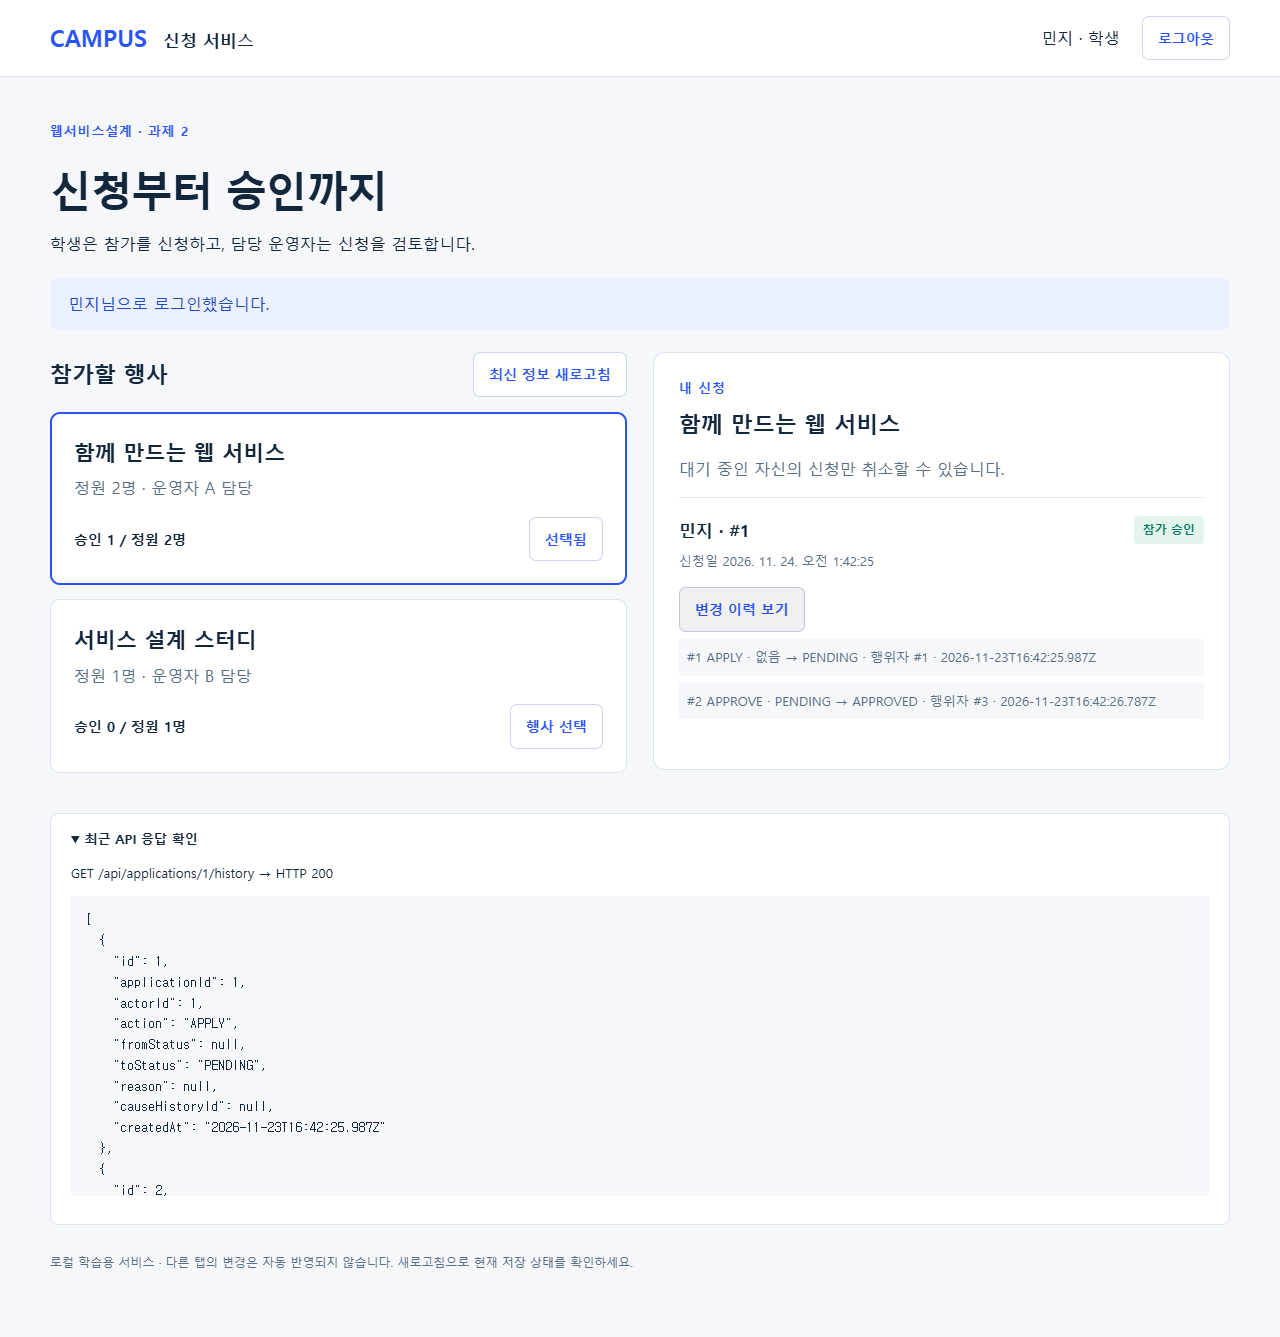 CAMPUS 신청 서비스
민지 · 학생
로그아웃
웹서비스설계 · 과제 2
신청부터 승인까지
학생은 참가를 신청하고, 담당 운영자는 신청을 검토합니다.
민지님으로 로그인했습니다.
참가할 행사
최신 정보 새로고침
함께 만드는 웹 서비스
정원 2명 · 운영자 A 담당
승인 1 / 정원 2명
선택됨
서비스 설계 스터디
정원 1명 · 운영자 B 담당
승인 0 / 정원 1명
행사 선택
내 신청
함께 만드는 웹 서비스
대기 중인 자신의 신청만 취소할 수 있습니다.
민지 · #1
참가 승인
신청일 2026. 11. 24. 오전 1:42:25
변경 이력 보기
#1 APPLY · 없음 → PENDING · 행위자 #1 · 2026-11-23T16:42:25.987Z
#2 APPROVE · PENDING → APPROVED · 행위자 #3 · 2026-11-23T16:42:26.787Z
▼ 최근 API 응답 확인
GET /api/applications/1/history → HTTP 200
[
  {
    "id": 1,
    "applicationId": 1,
    "actorId": 1,
    "action": "APPLY",
    "fromStatus": null,
    "toStatus": "PENDING",
    "reason": null,
    "causeHistoryId": null,
    "createdAt": "2026-11-23T16:42:25.987Z"
  },
  {
    "id": 2,
로컬 학습용 서비스 · 다른 탭의 변경은 자동 반영되지 않습니다. 새로고침으로 현재 저장 상태를 확인하세요.